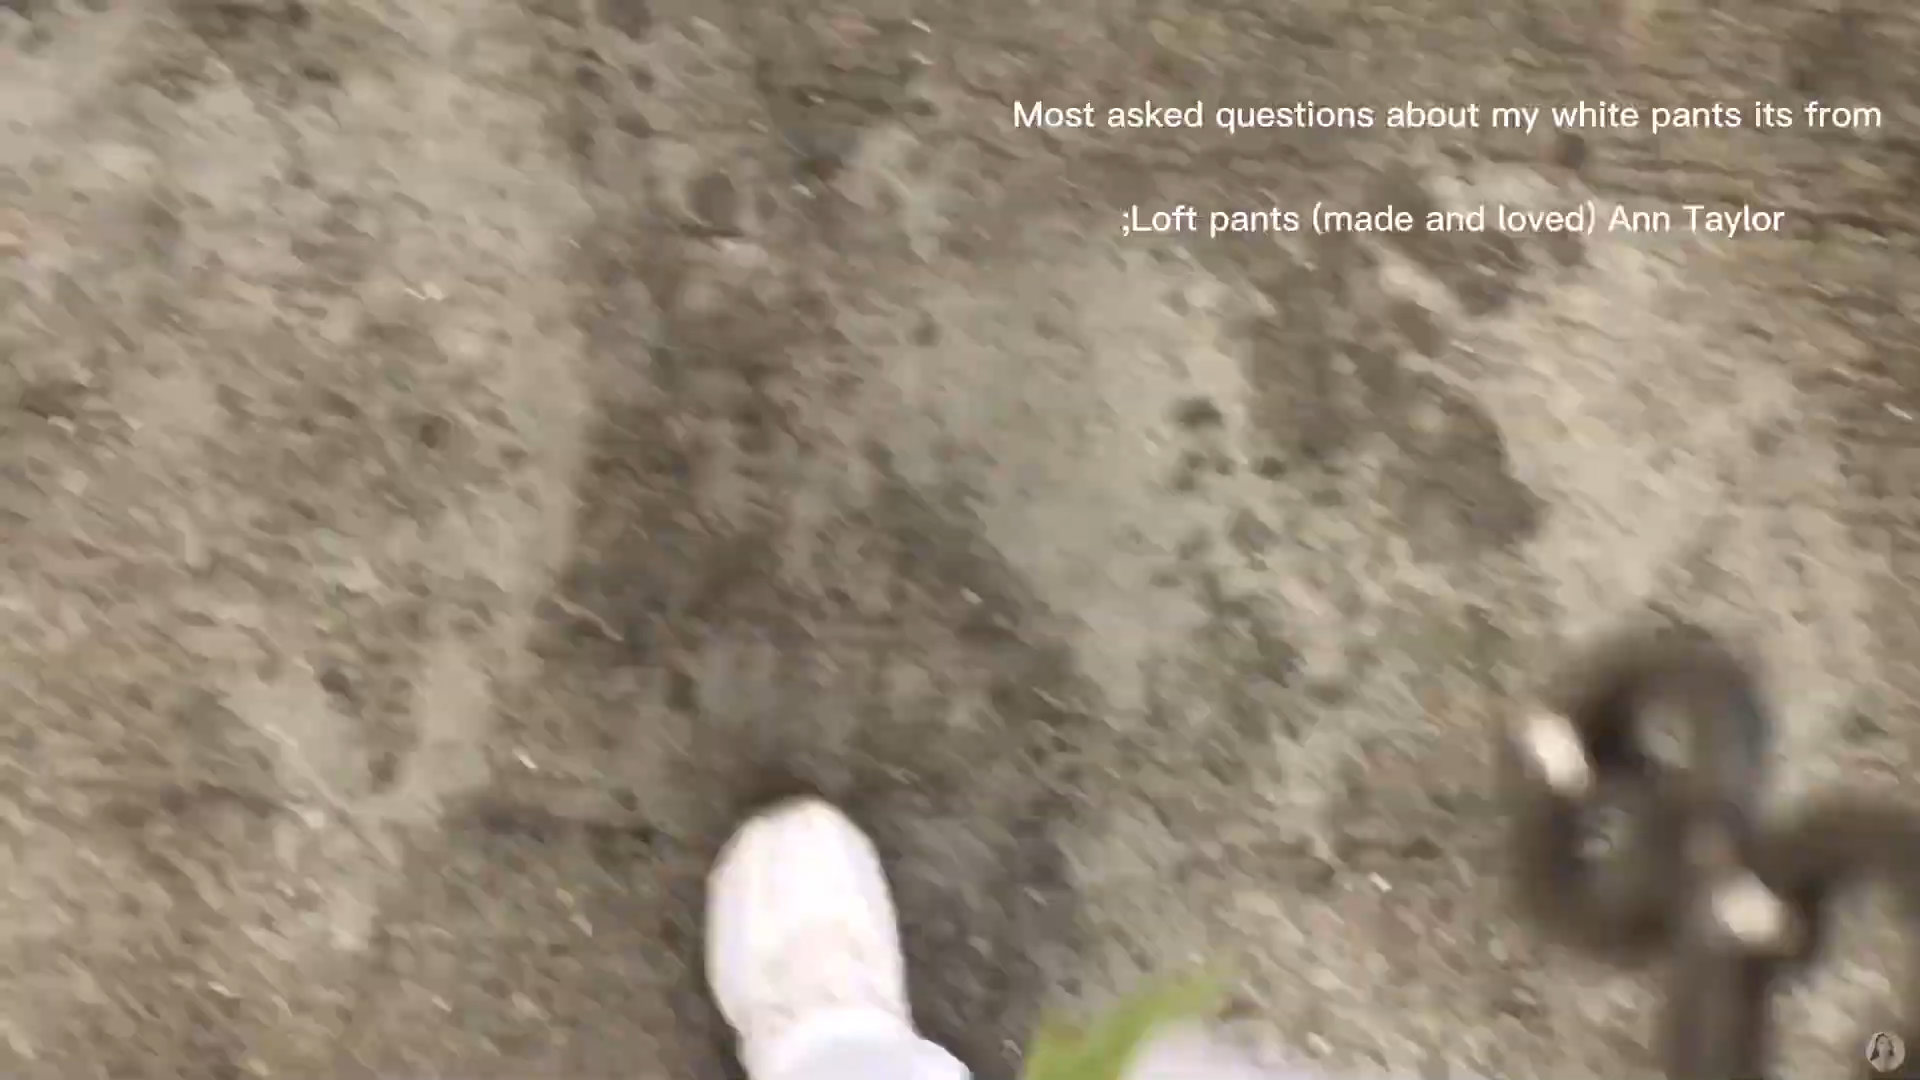 Most asked questions about my white pants its from
;Loft pants (made and loved) Ann Taylor